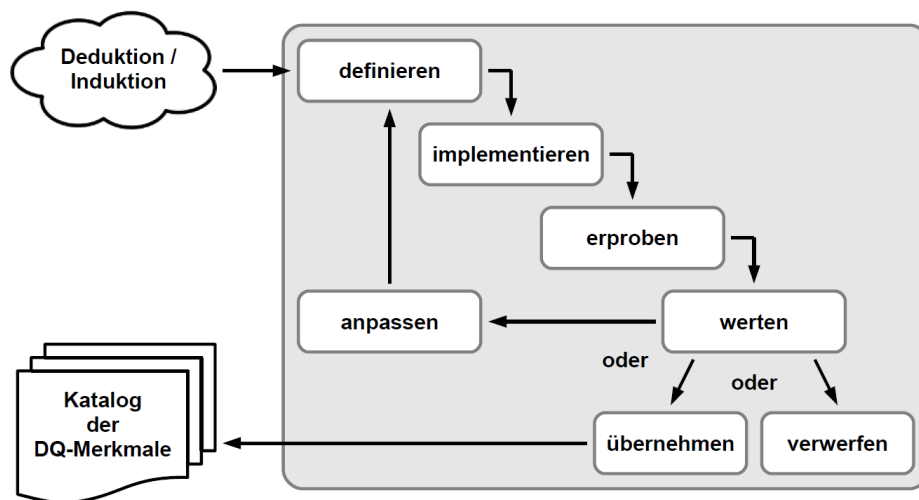 Deduktion /
Induktion
definieren
implementieren
erproben
anpassen
werten
oder
oder
Katalog
der
DQ-Merkmale
übernehmen
verwerfen